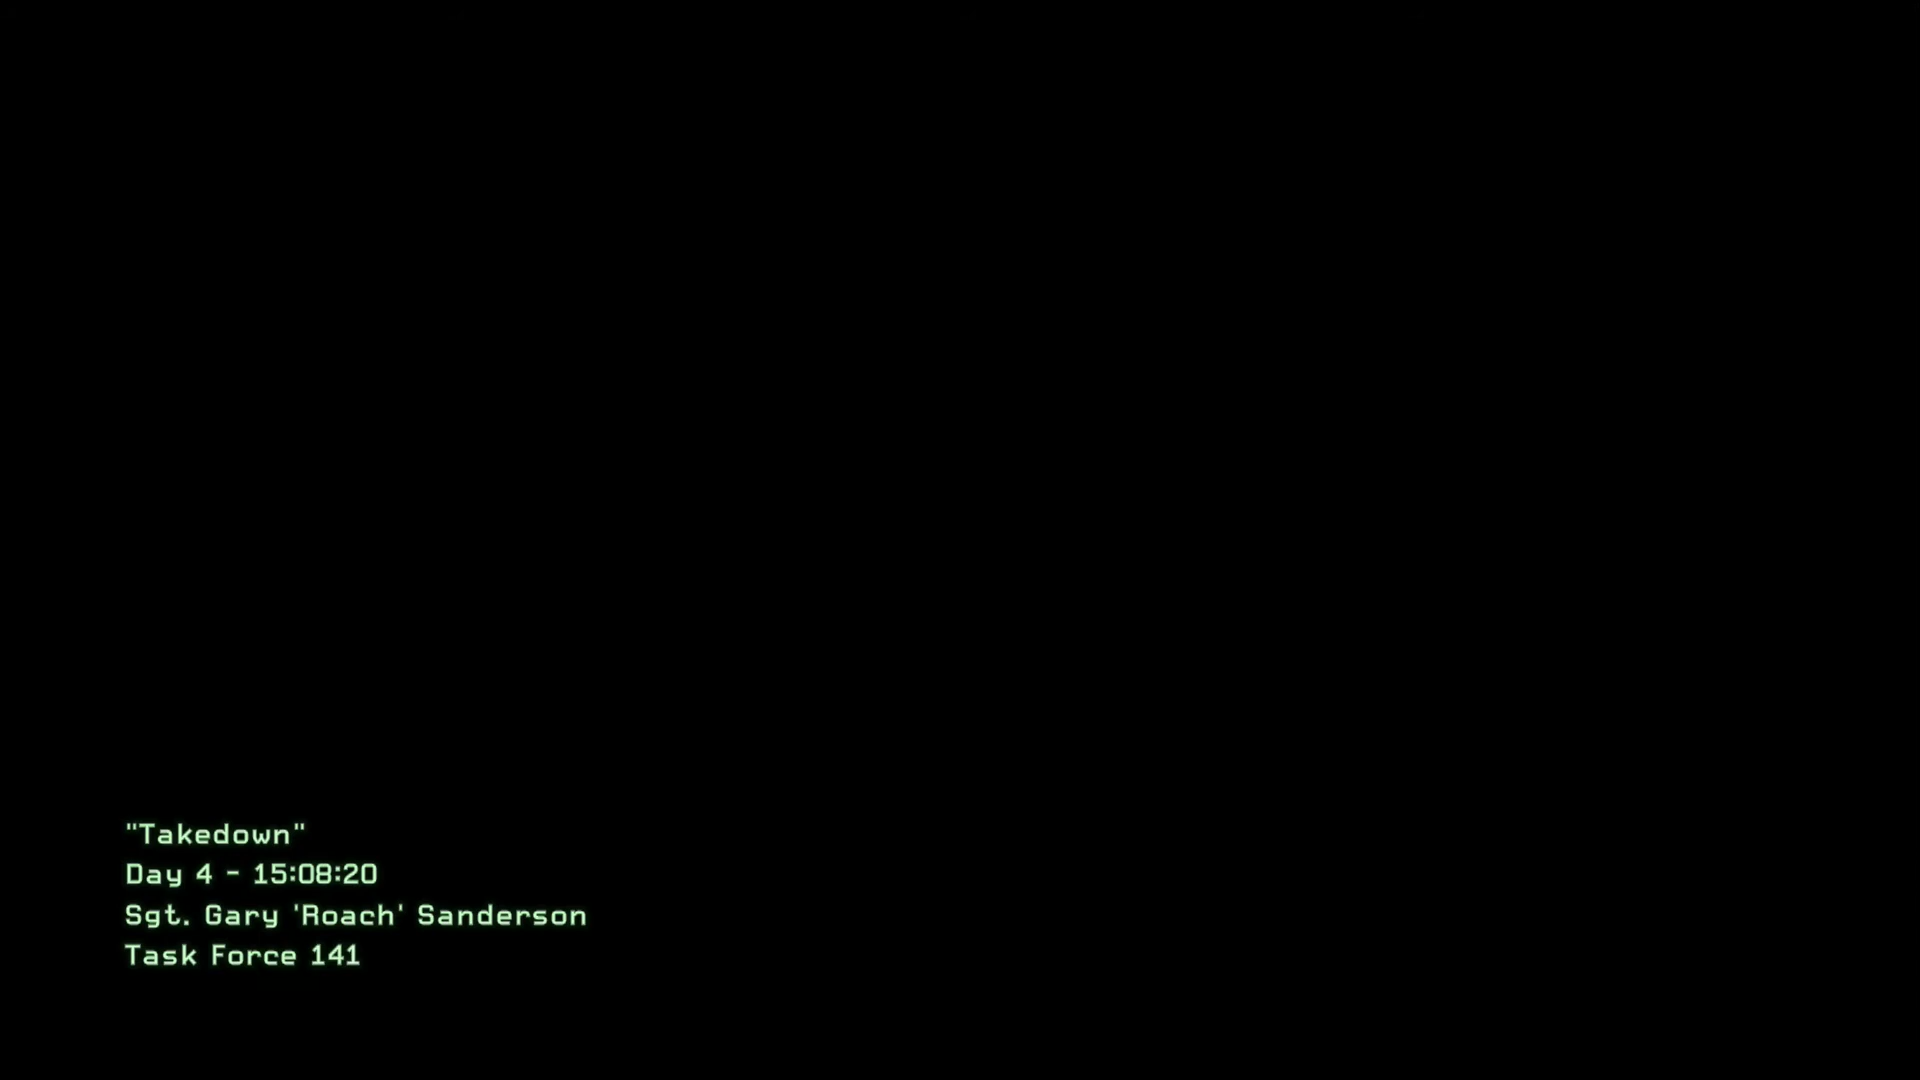 "Takedown"
Day 4 - 15:08:20
Sgt. Gary 'Roach' Sanderson
Task Force 141